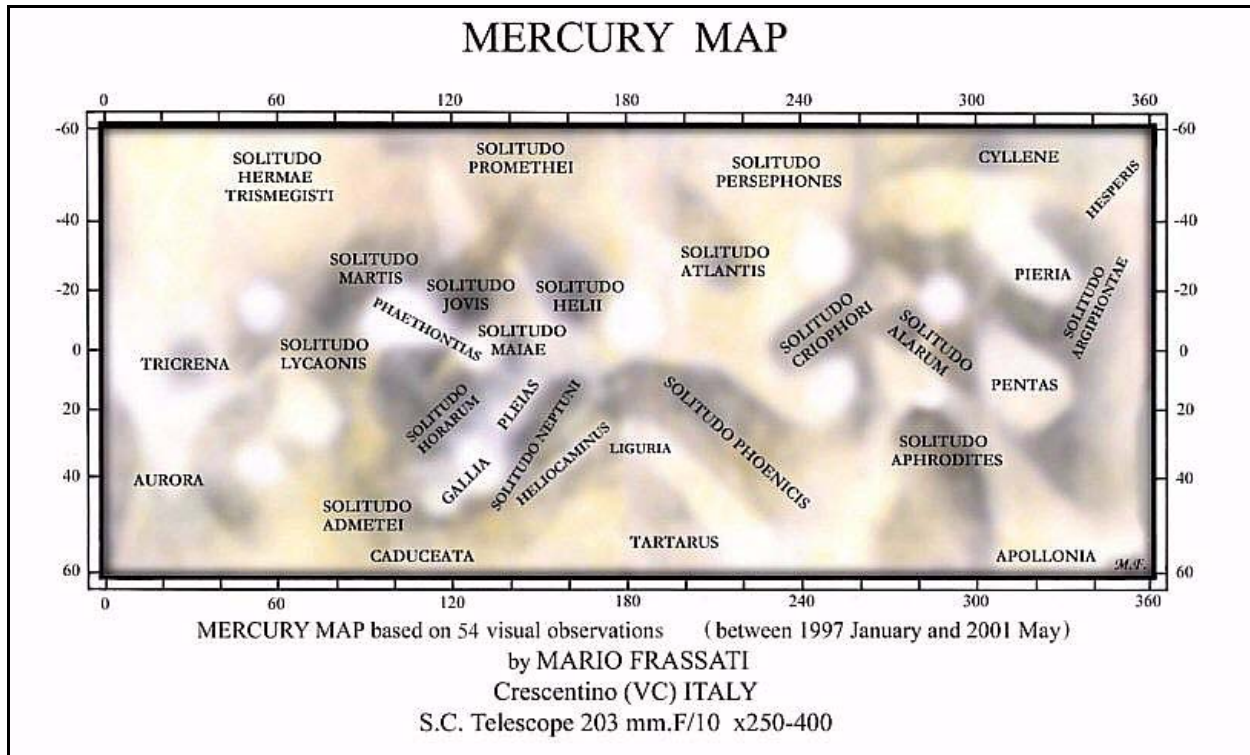 MERCURY MAP
0 60 120 180 240 300 360
-60 -60
SOLITUDO
HERMAE
TRISMEGISTI
SOLITUDO
PROMETHEI
SOLITUDO
PERSEPHONES
CYLLENE
HESPERIS
-40 -40
SOLITUDO
MARTIS
SOLITUDO
JOVIS
SOLITUDO
HELII
SOLITUDO
ATLANTIS
PIERIA
SOLITUDO
ARGIPHONTAE
-20 -20
PHAETHONTIAS
SOLITUDO
MAIAE
SOLITUDO
CRIOPHORI
SOLITUDO
ALARUM
0 0
TRICRENA
SOLITUDO
LYCAONIS
PENTAS
20 20
SOLITUDO
HORARUM
PLEIAS
SOLITUDO NEPTUNI
HELIOCAMINUS
LIGURIA
SOLITUDO PHOENICIS
SOLITUDO
APHRODITES
40 40
AURORA
GALLIA
SOLITUDO
ADMETEI
CADUCEATA
TARTARUS
APOLLONIA
M.F.
60 60
0 60 120 180 240 300 360
MERCURY MAP based on 54 visual observations (between 1997 January and 2001 May)
by MARIO FRASSATI
Crescentino (VC) ITALY
S.C. Telescope 203 mm.F/10 x250-400